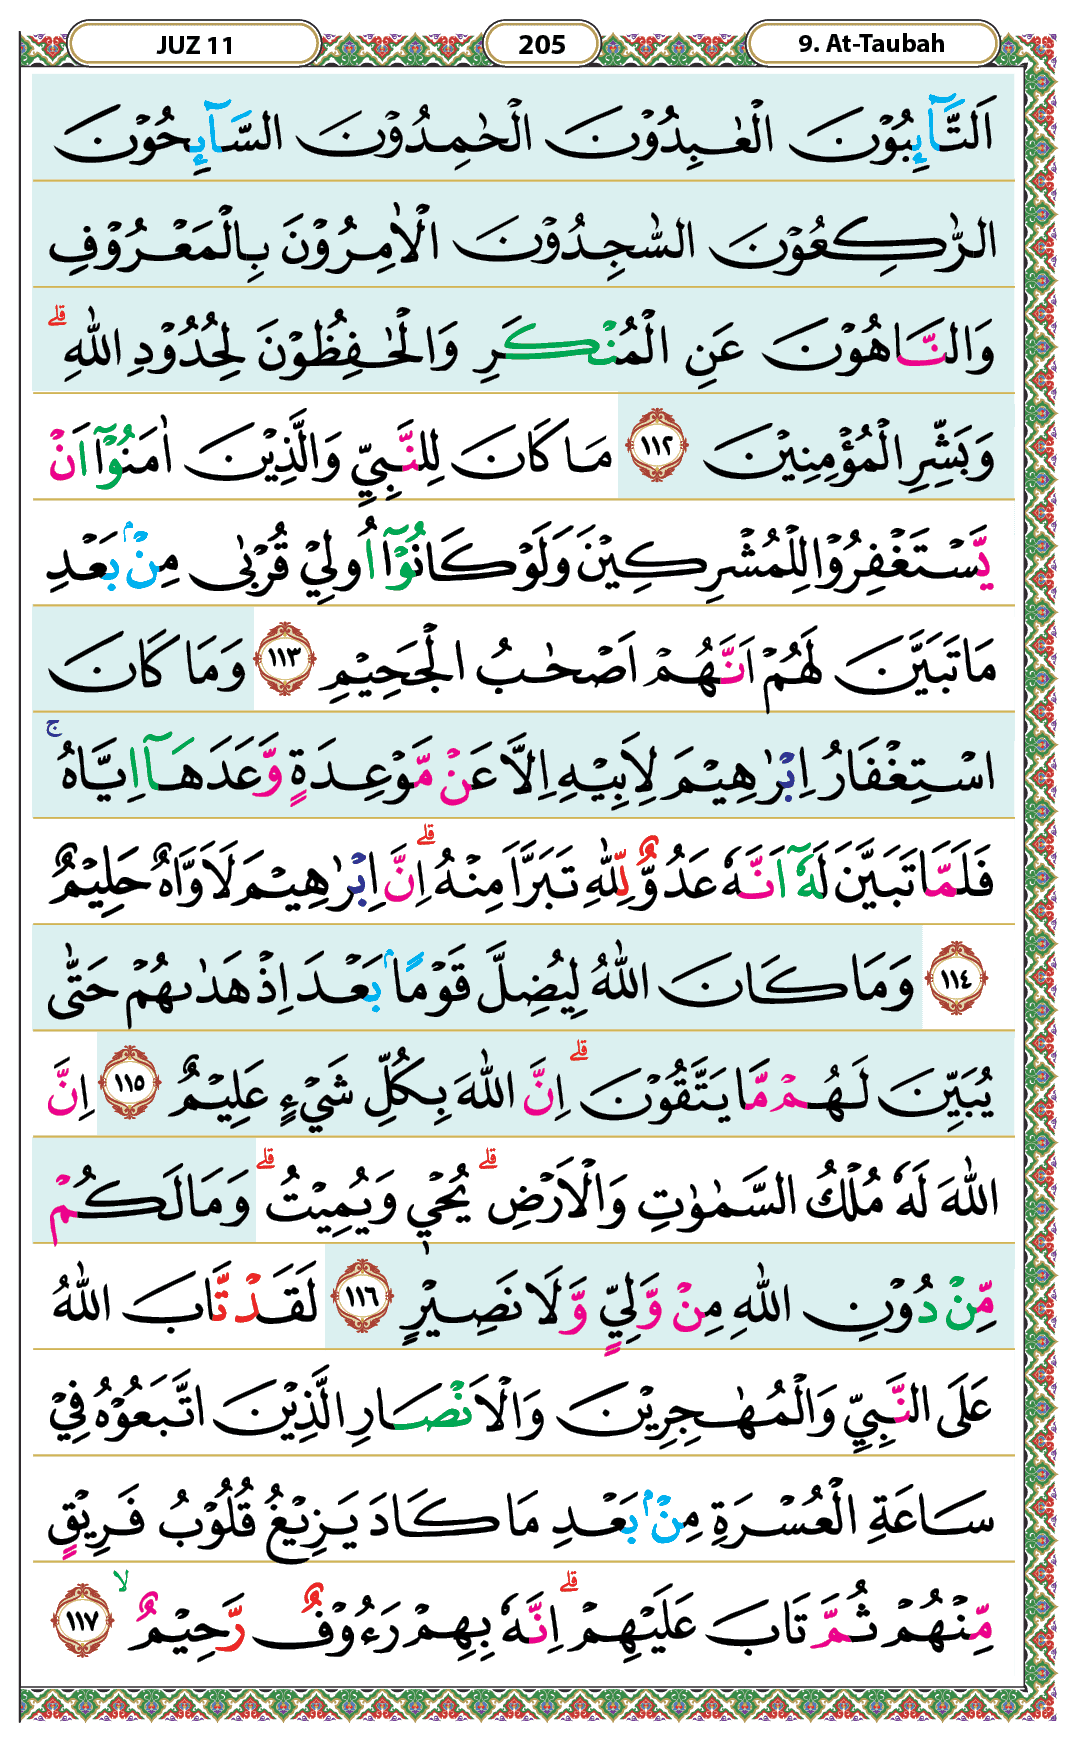 JUZ 11
205
9. At-Taubah
اَلتَّاۤىِٕبُوْنَ الْعٰبِدُوْنَ الْحٰمِدُوْنَ السَّاۤىِٕحُوْنَ
الرّٰكِعُوْنَ السّٰجِدُوْنَ الْاٰمِرُوْنَ بِالْمَعْرُوْفِ
وَالنَّاهُوْنَ عَنِ الْمُنْكَرِ وَالْحٰفِظُوْنَ لِحُدُوْدِ اللّٰهِ ۗ
وَبَشِّرِ الْمُؤْمِنِيْنَ ١١٢ مَا كَانَ لِلنَّبِيِّ وَالَّذِيْنَ اٰمَنُوْٓا اَنْ
يَّسْتَغْفِرُوْا لِلْمُشْرِكِيْنَ وَلَوْ كَانُوْٓا اُولِيْ قُرْبٰى مِنْۢ بَعْدِ
مَا تَبَيَّنَ لَهُمْ اَنَّهُمْ اَصْحٰبُ الْجَحِيْمِ ١١٣ وَمَا كَانَ
اسْتِغْفَارُ اِبْرٰهِيْمَ لِاَبِيْهِ اِلَّا عَنْ مَّوْعِدَةٍ وَّعَدَهَآ اِيَّاهُ ۚ
فَلَمَّا تَبَيَّنَ لَهٗٓ اَنَّهٗ عَدُوٌّ لِّلّٰهِ تَبَرَّاَ مِنْهُ ۗ اِنَّ اِبْرٰهِيْمَ لَاَوَّاهٌ حَلِيْمٌ
١١٤ وَمَا كَانَ اللّٰهُ لِيُضِلَّ قَوْمًاۢ بَعْدَ اِذْ هَدٰىهُمْ حَتّٰى
يُبَيِّنَ لَهُمْ مَّا يَتَّقُوْنَ ۗ اِنَّ اللّٰهَ بِكُلِّ شَيْءٍ عَلِيْمٌ ١١٥ اِنَّ
اللّٰهَ لَهٗ مُلْكُ السَّمٰوٰتِ وَالْاَرْضِ ۗ يُحْيٖ وَيُمِيْتُ ۗ وَمَا لَكُمْ
مِّنْ دُوْنِ اللّٰهِ مِنْ وَّلِيٍّ وَّلَا نَصِيْرٍ ١١٦ لَقَدْ تَّابَ اللّٰهُ
عَلَى النَّبِيِّ وَالْمُهٰجِرِيْنَ وَالْاَنْصَارِ الَّذِيْنَ اتَّبَعُوْهُ فِيْ
سَاعَةِ الْعُسْرَةِ مِنْۢ بَعْدِ مَا كَادَ يَزِيْغُ قُلُوْبُ فَرِيْقٍ
مِّنْهُمْ ثُمَّ تَابَ عَلَيْهِمْ ۗ اِنَّهٗ بِهِمْ رَءُوْفٌ رَّحِيْمٌ ۙ ١١٧